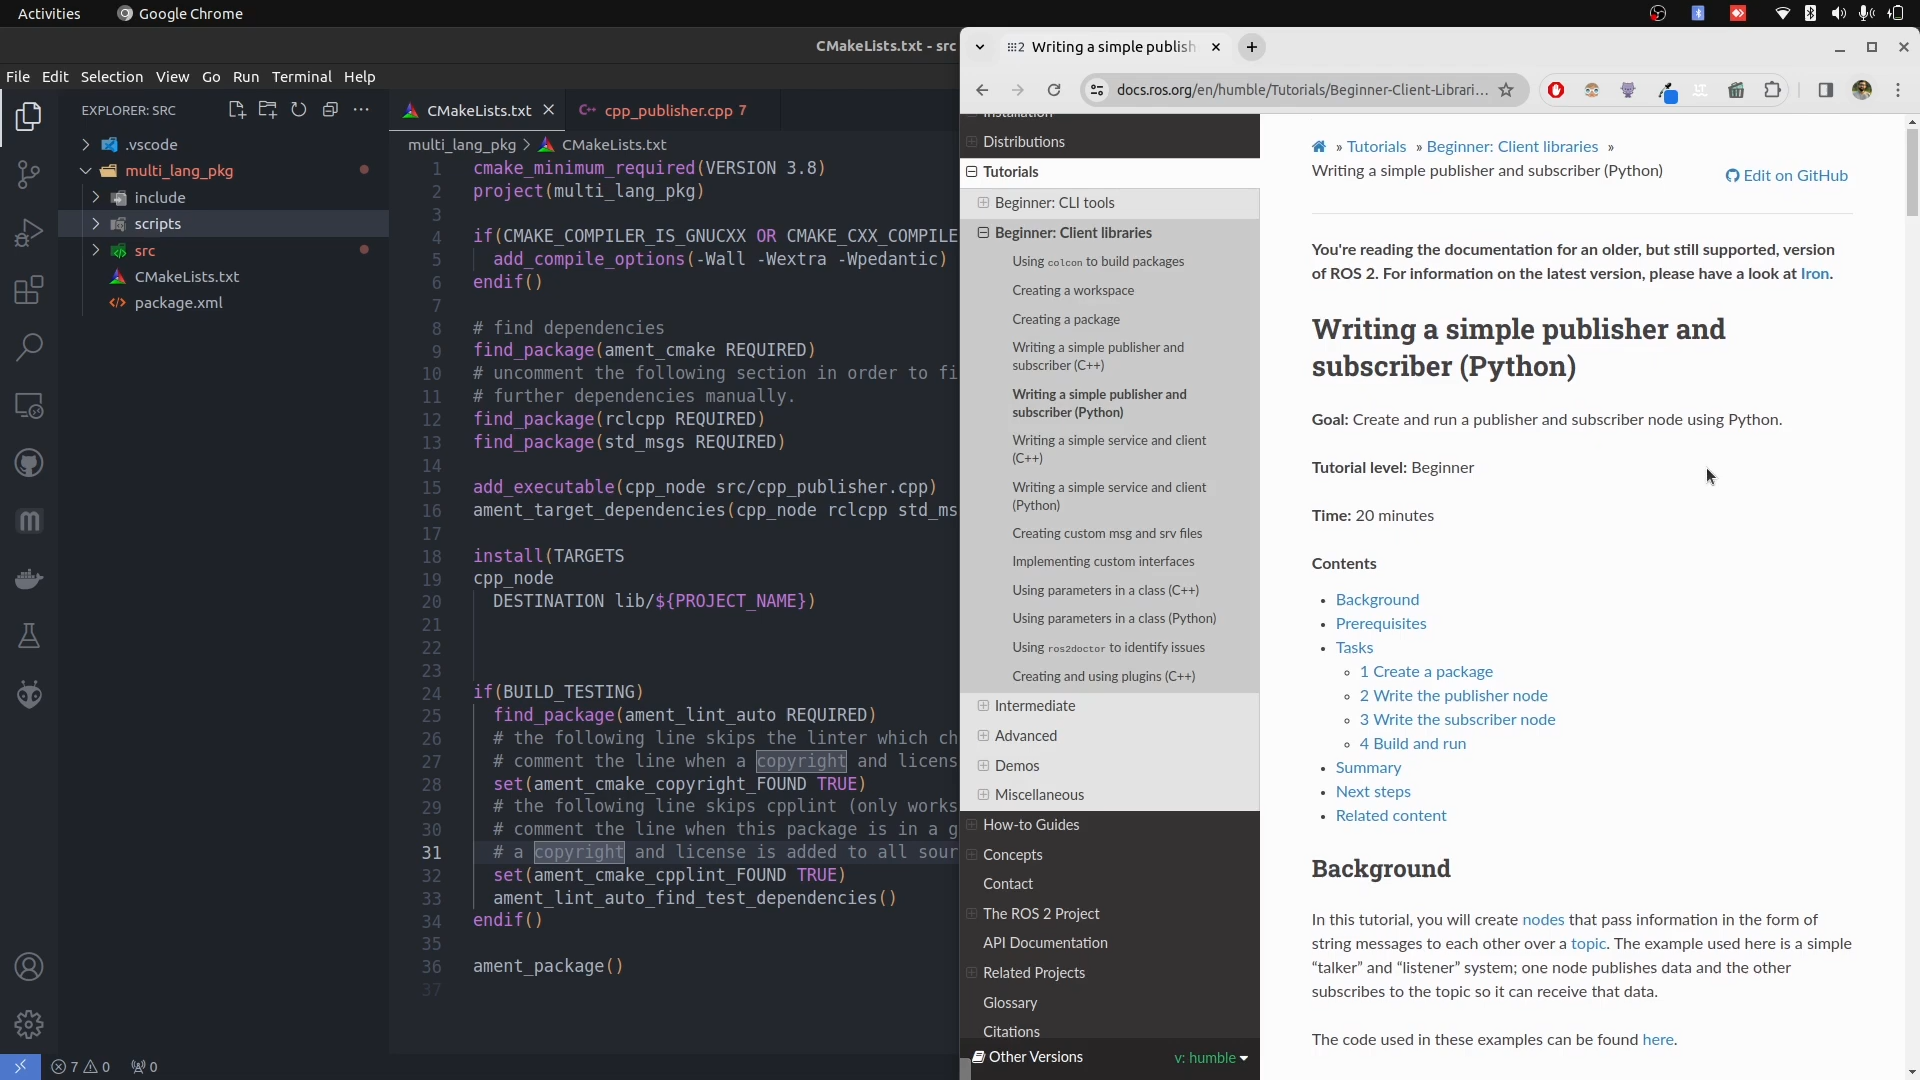 Activities
Google Chrome
CMakeLists.txt - src
File Edit Selection View Go Run Terminal Help
EXPLORER: SRC
.vscode
multi_lang_pkg
include
scripts
src
CMakeLists.txt
package.xml
CMakeLists.txt
cpp_publisher.cpp 7
multi_lang_pkg > CMakeLists.txt
1 cmake_minimum_required(VERSION 3.8)
2 project(multi_lang_pkg)
3
4 if(CMAKE_COMPILER_IS_GNUCXX OR CMAKE_CXX_COMPILE
5 add_compile_options(-Wall -Wextra -Wpedantic)
6 endif()
7
8 # find dependencies
9 find_package(ament_cmake REQUIRED)
10 # uncomment the following section in order to fi
11 # further dependencies manually.
12 find_package(rclcpp REQUIRED)
13 find_package(std_msgs REQUIRED)
14
15 add_executable(cpp_node src/cpp_publisher.cpp)
16 ament_target_dependencies(cpp_node rclcpp std_ms
17
18 install(TARGETS
19 cpp_node
20 DESTINATION lib/${PROJECT_NAME})
21
22
23
24 if(BUILD_TESTING)
25 find_package(ament_lint_auto REQUIRED)
26 # the following line skips the linter which ch
27 # comment the line when a copyright and licens
28 set(ament_cmake_copyright_FOUND TRUE)
29 # the following line skips cpplint (only works
30 # comment the line when this package is in a g
31 # a copyright and license is added to all sour
32 set(ament_cmake_cpplint_FOUND TRUE)
33 ament_lint_auto_find_test_dependencies()
34 endif()
35
36 ament_package()
37
7 0 0
Writing a simple publish
docs.ros.org/en/humble/Tutorials/Beginner-Client-Librari...
Installation
Distributions
Tutorials
Beginner: CLI tools
Beginner: Client libraries
Using colcon to build packages
Creating a workspace
Creating a package
Writing a simple publisher and
subscriber (C++)
Writing a simple publisher and
subscriber (Python)
Writing a simple service and client
(C++)
Writing a simple service and client
(Python)
Creating custom msg and srv files
Implementing custom interfaces
Using parameters in a class (C++)
Using parameters in a class (Python)
Using ros2doctor to identify issues
Creating and using plugins (C++)
Intermediate
Advanced
Demos
Miscellaneous
How-to Guides
Concepts
Contact
The ROS 2 Project
API Documentation
Related Projects
Glossary
Citations
Other Versions v: humble
» Tutorials » Beginner: Client libraries »
Writing a simple publisher and subscriber (Python)
Edit on GitHub
You're reading the documentation for an older, but still supported, version
of ROS 2. For information on the latest version, please have a look at Iron.
Writing a simple publisher and
subscriber (Python)
Goal: Create and run a publisher and subscriber node using Python.
Tutorial level: Beginner
Time: 20 minutes
Contents
• Background
• Prerequisites
• Tasks
◦ 1 Create a package
◦ 2 Write the publisher node
◦ 3 Write the subscriber node
◦ 4 Build and run
• Summary
• Next steps
• Related content
Background
In this tutorial, you will create nodes that pass information in the form of
string messages to each other over a topic. The example used here is a simple
“talker” and “listener” system; one node publishes data and the other
subscribes to the topic so it can receive that data.
The code used in these examples can be found here.